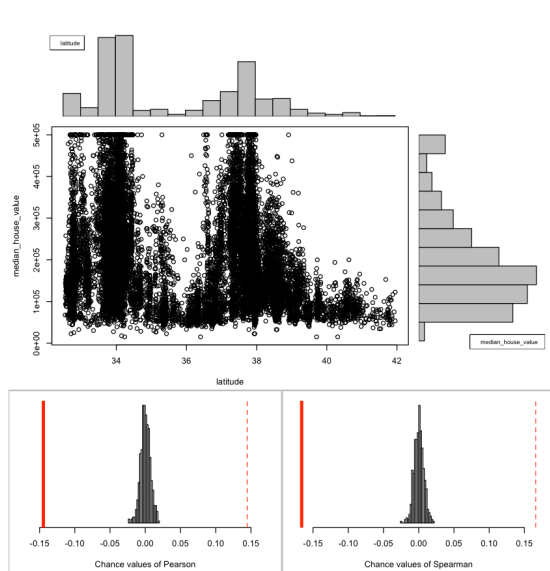 latitude
median_house_value
0e+00 1e+05 2e+05 3e+05 4e+05 5e+05
34 36 38 40 42
latitude
median_house_value
-0.15 -0.10 -0.05 0.00 0.05 0.10 0.15
Chance values of Pearson
-0.15 -0.10 -0.05 0.00 0.05 0.10 0.15
Chance values of Spearman